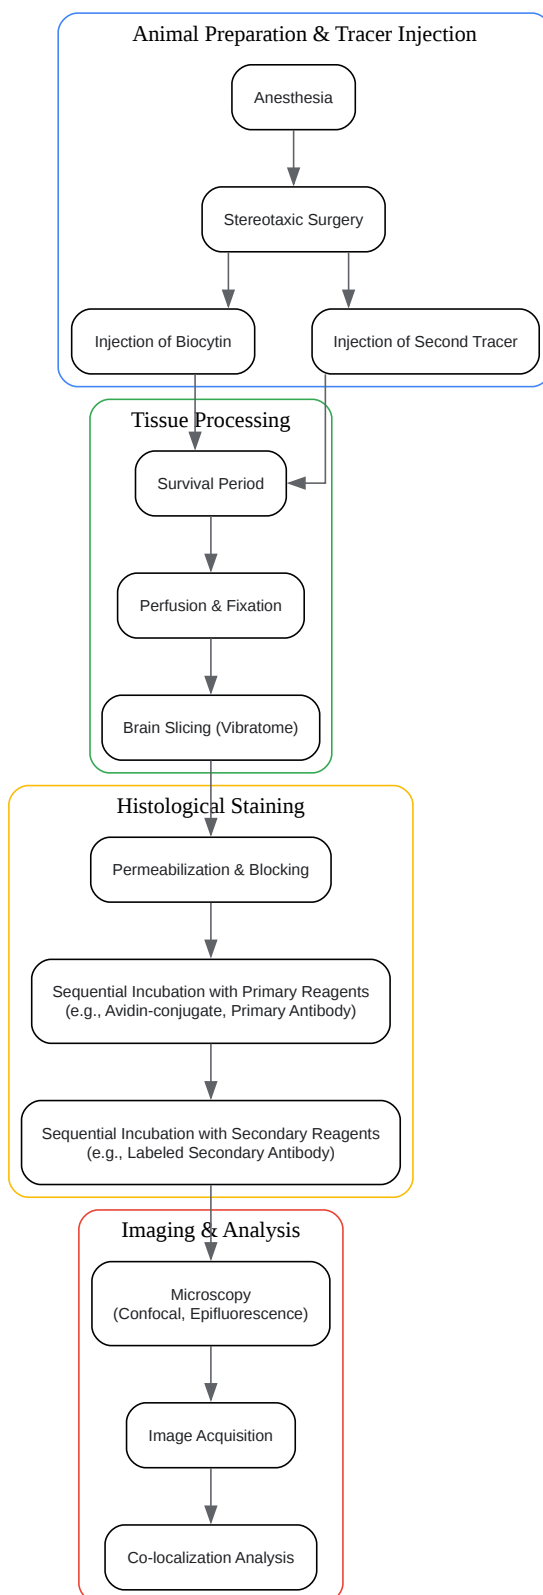 Animal Preparation & Tracer Injection
Anesthesia
Stereotaxic Surgery
Injection of Biocytin
Injection of Second Tracer
Tissue Processing
Survival Period
Perfusion & Fixation
Brain Slicing (Vibratome)
Histological Staining
Permeabilization & Blocking
Sequential Incubation with Primary Reagents
(e.g., Avidin-conjugate, Primary Antibody)
Sequential Incubation with Secondary Reagents
(e.g., Labeled Secondary Antibody)
Imaging & Analysis
Microscopy
(Confocal, Epifluorescence)
Image Acquisition
Co-localization Analysis